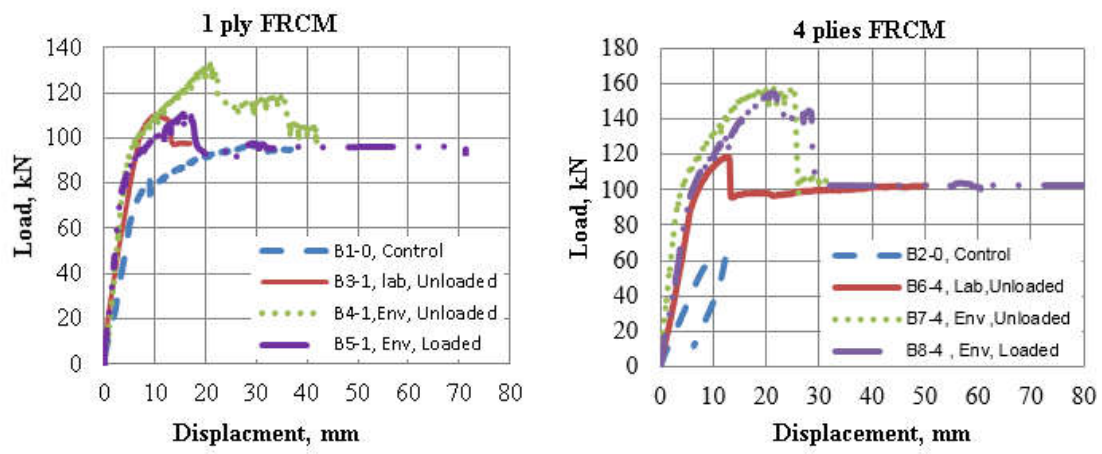 1 ply FRCM
140
120
100
80
60
40
20
0
Load, kN
B1-0, Control
B3-1, lab, Unloaded
B4-1,Env, Unloaded
B5-1, Env, Loaded
0 10 20 30 40 50 60 70 80
Displacment, mm
4 plies FRCM
180
160
140
120
100
80
60
40
20
0
Load, kN
B2-0, Control
B6-4, Lab,Unloaded
B7-4, Env ,Unloaded
B8-4 , Env, Loaded
0 10 20 30 40 50 60 70 80
Displacement, mm